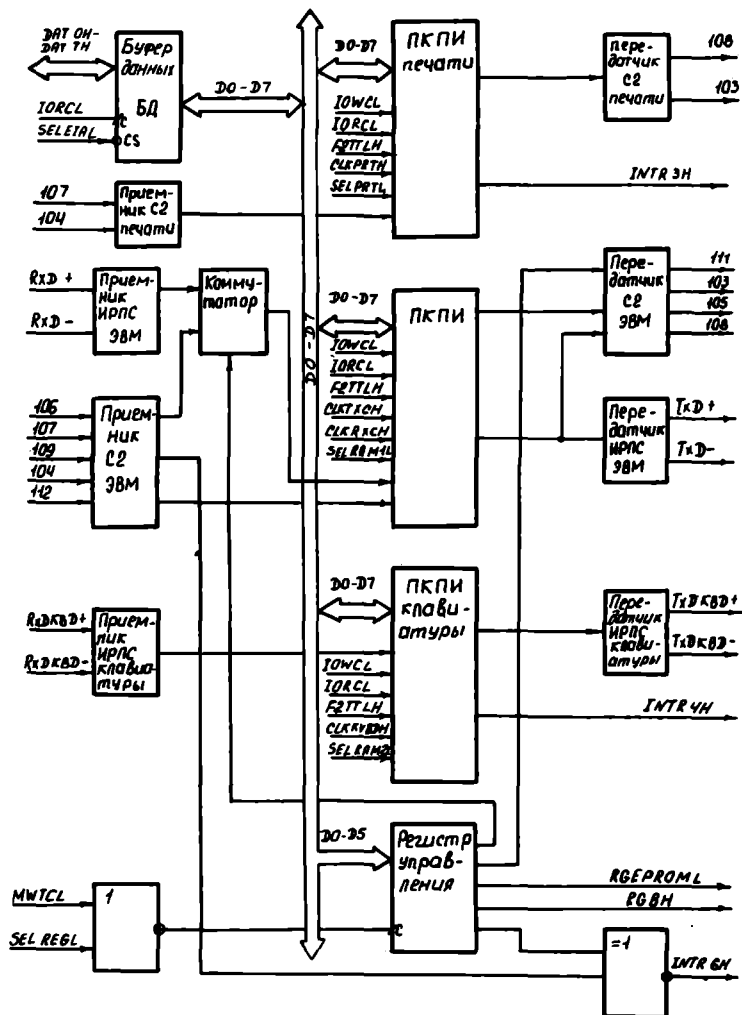 DAT OH-
DAT 7H
Буфер
данных
БД
IORCL
C
SELEIAL
CS
D0-D7
D0-D7
ПКПИ
печати
IOWCL
IORCL
F2TTLH
CLKPRTH
SELPRTL
Пере-
датчик
С2
печати
108
103
INTR 3H
107
104
Прием-
ник С2
печати
RxD +
RxD -
Прием-
ник
ИРПС
ЭВМ
Комму-
татор
D0 - D7
D0-D7
ПКПИ
IOWCL
IORCL
F2TTLH
CLKTXCH
CLKRXCH
Пере-
датчик
С2
ЭВМ
111
103
105
108
106
107
109
104
112
Прием-
ник
С2
ЭВМ
Пере-
датчик
ИРПС
ЭВМ
TxD +
TxD-
D0-D7
ПКПИ
клави-
атуры
RxDKBD+
RxDKBD-
Прием-
ник
ИРПС
клавиа-
туры
IOWCL
IORCL
F2TTLH
Пере-
датчик
ИРПС
клави-
атуры
TxDKBD+
TxDKBD-
INTR 4H
D0-D5
Регистр
управ-
ления
C
RGEPROML
PGBH
MWTCL
SEL REGL
1
=1
INTR 6H